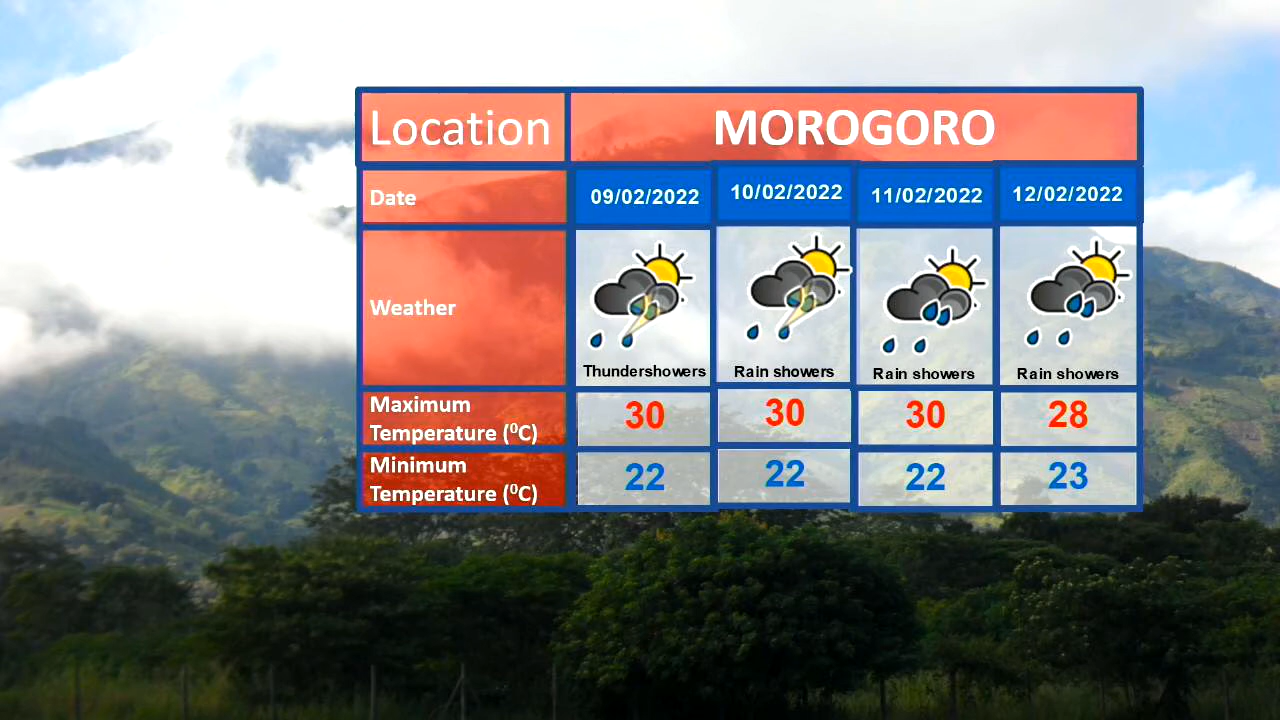 Location MOROGORO
Date 09/02/2022 10/02/2022 11/02/2022 12/02/2022
Weather
Thundershowers Rain showers Rain showers Rain showers
Maximum
Temperature (⁰C) 30 30 30 28
Minimum
Temperature (⁰C) 22 22 22 23